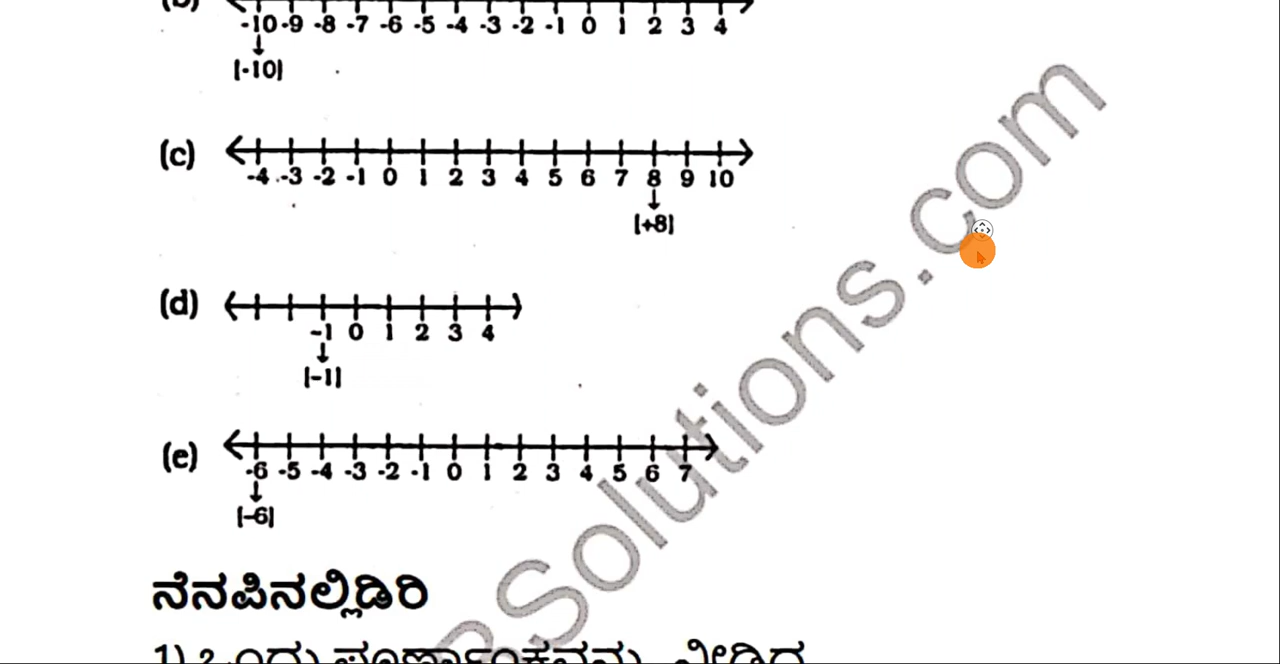 -10 -9 -8 -7 -6 -5 -4 -3 -2 -1 0 1 2 3 4
[-10]
(c)
-4 -3 -2 -1 0 1 2 3 4 5 6 7 8 9 10
[+8]
(d)
-1 0 1 2 3 4
[-1]
(e)
-6 -5 -4 -3 -2 -1 0 1 2 3 4 5 6 7
[-6]
Solutions.com
ನೆನಪಿನಲ್ಲಿಡಿರಿ